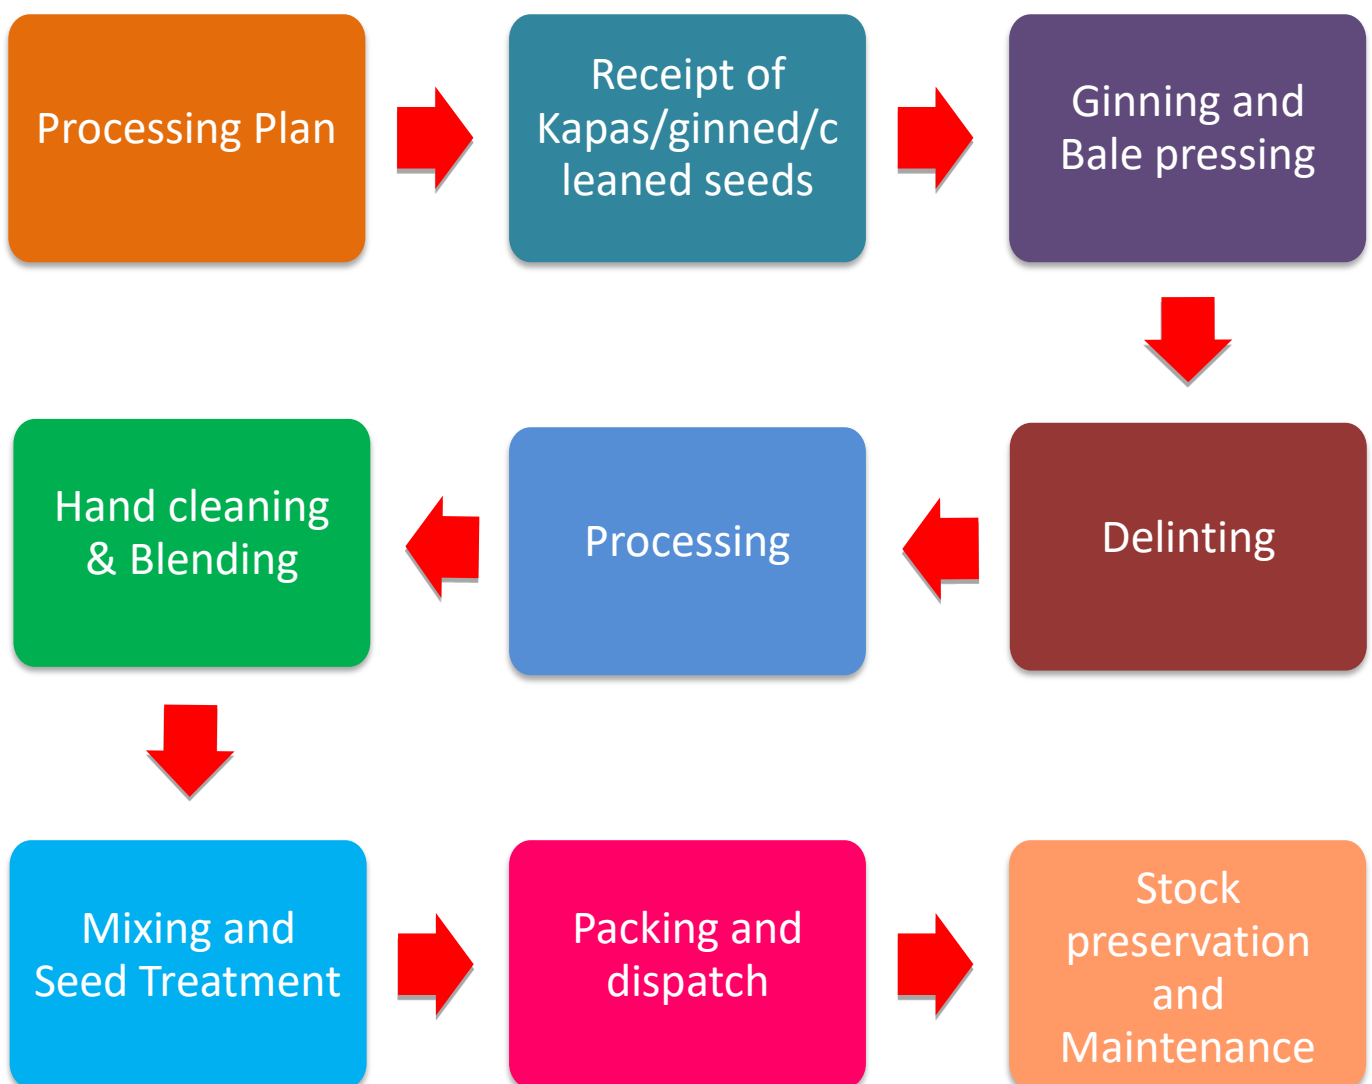 Processing Plan
Receipt of
Kapas/ginned/c
leaned seeds
Ginning and
Bale pressing
Delinting
Processing
Hand cleaning
& Blending
Mixing and
Seed Treatment
Packing and
dispatch
Stock
preservation
and
Maintenance